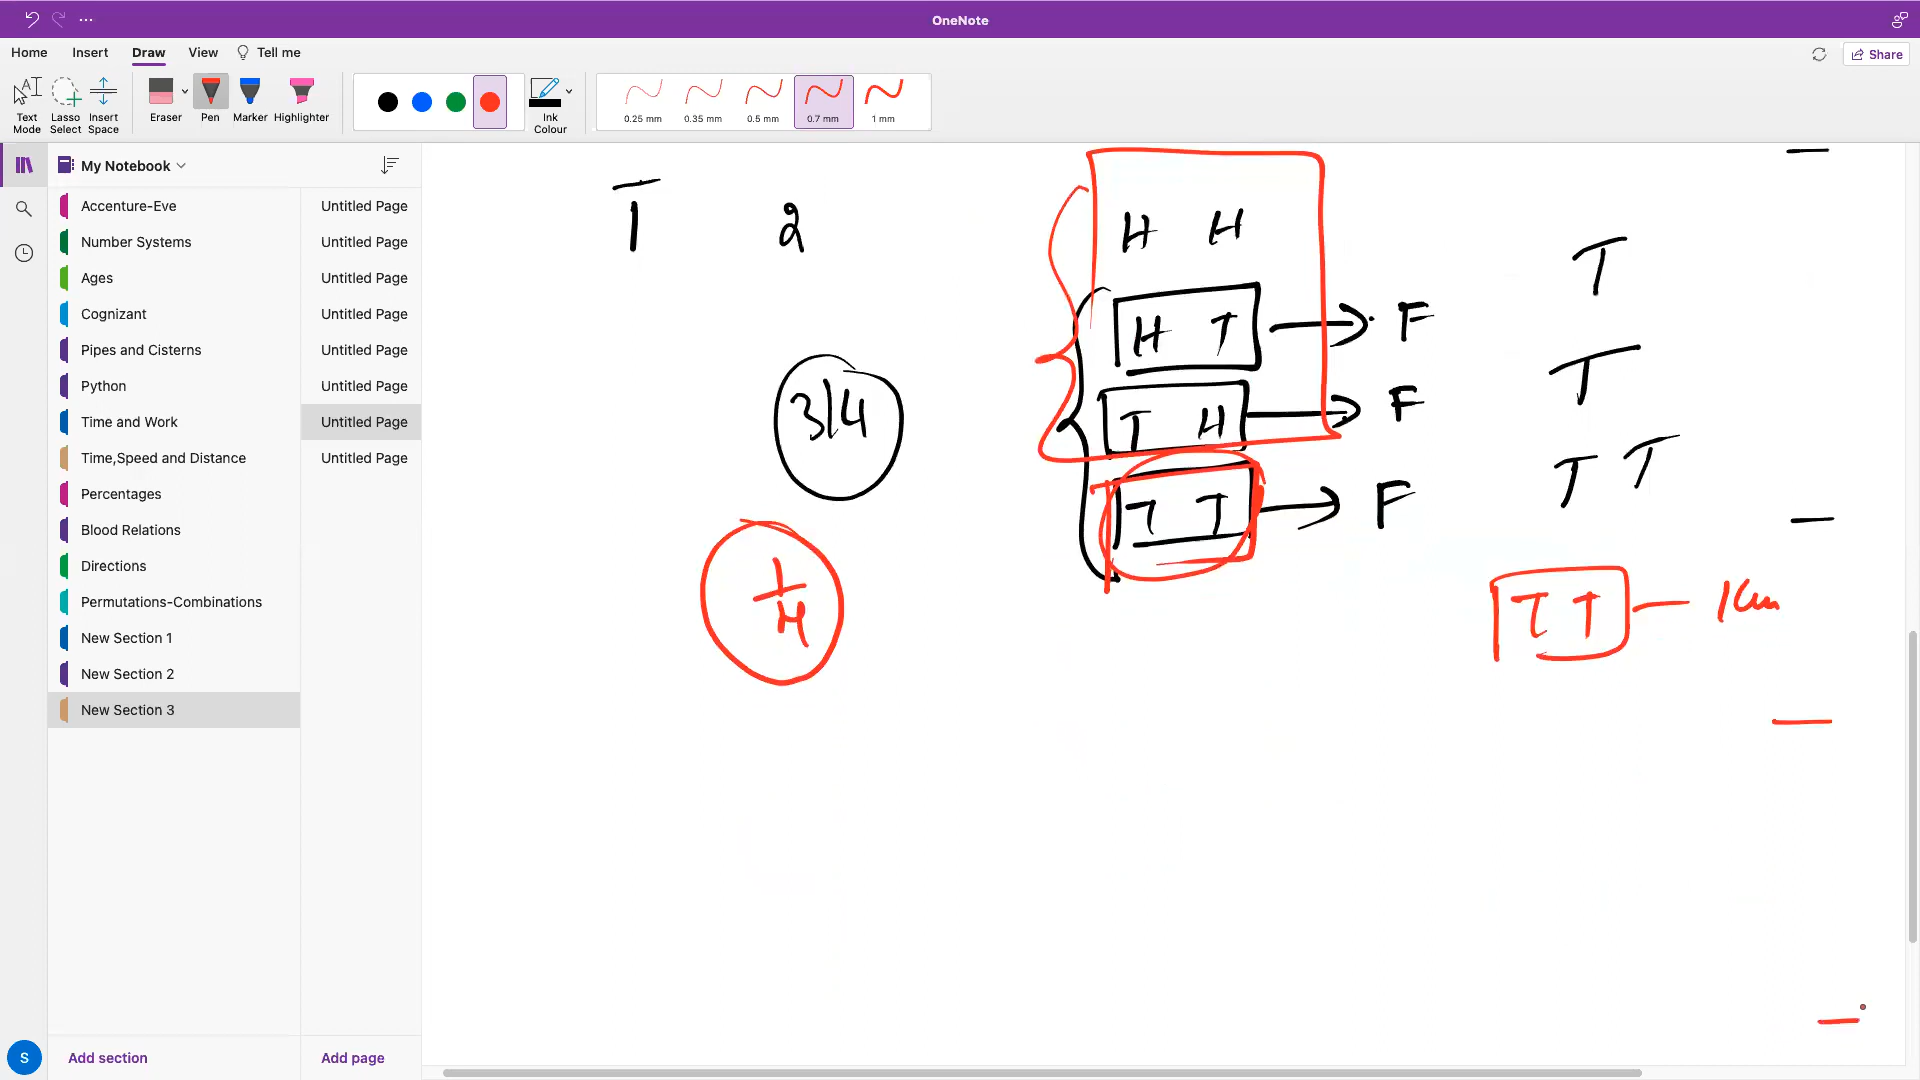 OneNote
Home Insert Draw View Tell me
Share
Text Mode
Lasso Select
Insert Space
Eraser
Pen
Marker
Highlighter
Ink Colour
0.25 mm
0.35 mm
0.5 mm
0.7 mm
1 mm
My Notebook
Accenture-Eve
Number Systems
Ages
Cognizant
Pipes and Cisterns
Python
Time and Work
Time,Speed and Distance
Percentages
Blood Relations
Directions
Permutations-Combinations
New Section 1
New Section 2
New Section 3
Untitled Page
Untitled Page
Untitled Page
Untitled Page
Untitled Page
Untitled Page
Untitled Page
Untitled Page
S
Add section
Add page
T 2
H H
T
H T F
T
3/4
T H F
T T
T T F
1/4
T T